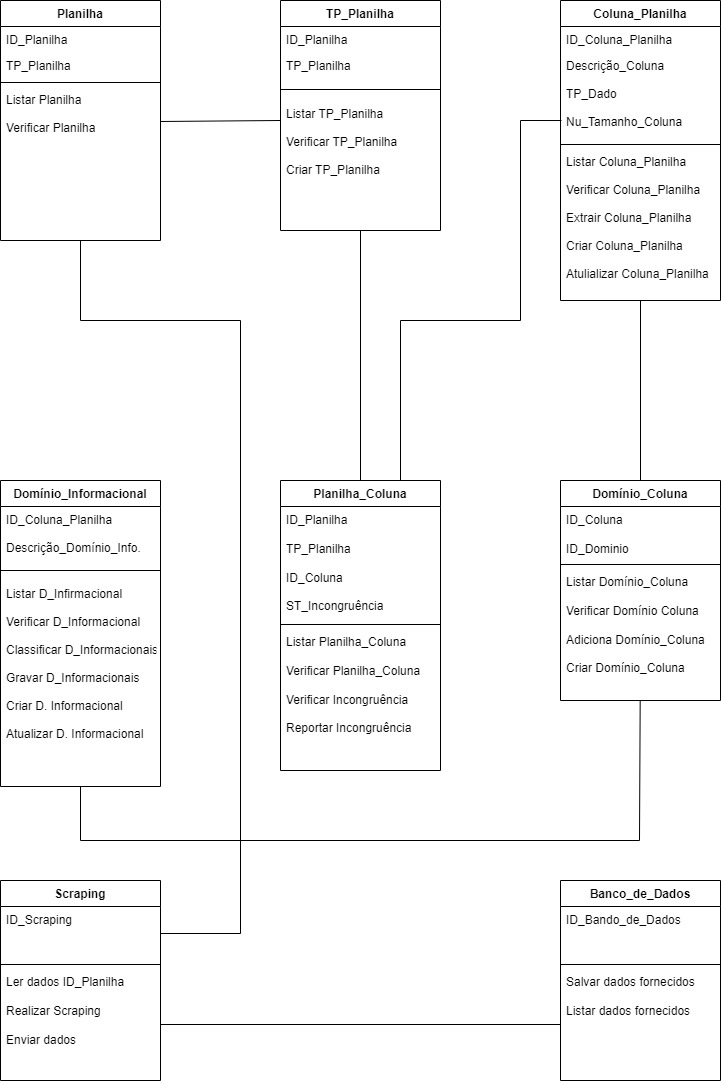 Planilha
ID_Planilha
TP_Planilha
Listar Planilha
Verificar Planilha
TP_Planilha
ID_Planilha
TP_Planilha
Listar TP_Planilha
Verificar TP_Planilha
Criar TP_Planilha
Coluna_Planilha
ID_Coluna_Planilha
Descrição_Coluna
TP_Dado
Nu_Tamanho_Coluna
Listar Coluna_Planilha
Verificar Coluna_Planilha
Extrair Coluna_Planilha
Criar Coluna_Planilha
Atulializar Coluna_Planilha
Domínio_Informacional
ID_Coluna_Planilha
Descrição_Domínio_Info.
Listar D_Infirmacional
Verificar D_Informacional
Classificar D_Informacionais
Gravar D_Informacionais
Criar D. Informacional
Atualizar D. Informacional
Planilha_Coluna
ID_Planilha
TP_Planilha
ID_Coluna
ST_Incongruência
Listar Planilha_Coluna
Verificar Planilha_Coluna
Verificar Incongruência
Reportar Incongruência
Domínio_Coluna
ID_Coluna
ID_Dominio
Listar Domínio_Coluna
Verificar Domínio Coluna
Adiciona Domínio_Coluna
Criar Domínio_Coluna
Scraping
ID_Scraping
Ler dados ID_Planilha
Realizar Scraping
Enviar dados
Banco_de_Dados
ID_Bando_de_Dados
Salvar dados fornecidos
Listar dados fornecidos